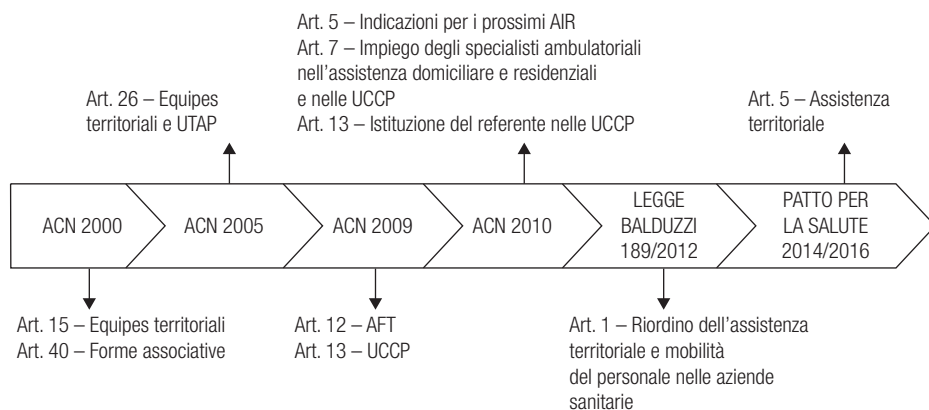 Art. 5 – Indicazioni per i prossimi AIR
Art. 7 – Impiego degli specialisti ambulatoriali
nell'assistenza domiciliare e residenziali
e nelle UCCP
Art. 13 – Istituzione del referente nelle UCCP
Art. 26 – Equipes
territoriali e UTAP
Art. 5 – Assistenza
territoriale
ACN 2000
ACN 2005
ACN 2009
ACN 2010
LEGGE
BALDUZZI
189/2012
PATTO PER
LA SALUTE
2014/2016
Art. 15 – Equipes territoriali
Art. 40 – Forme associative
Art. 12 – AFT
Art. 13 – UCCP
Art. 1 – Riordino dell'assistenza
territoriale e mobilità
del personale nelle aziende
sanitarie